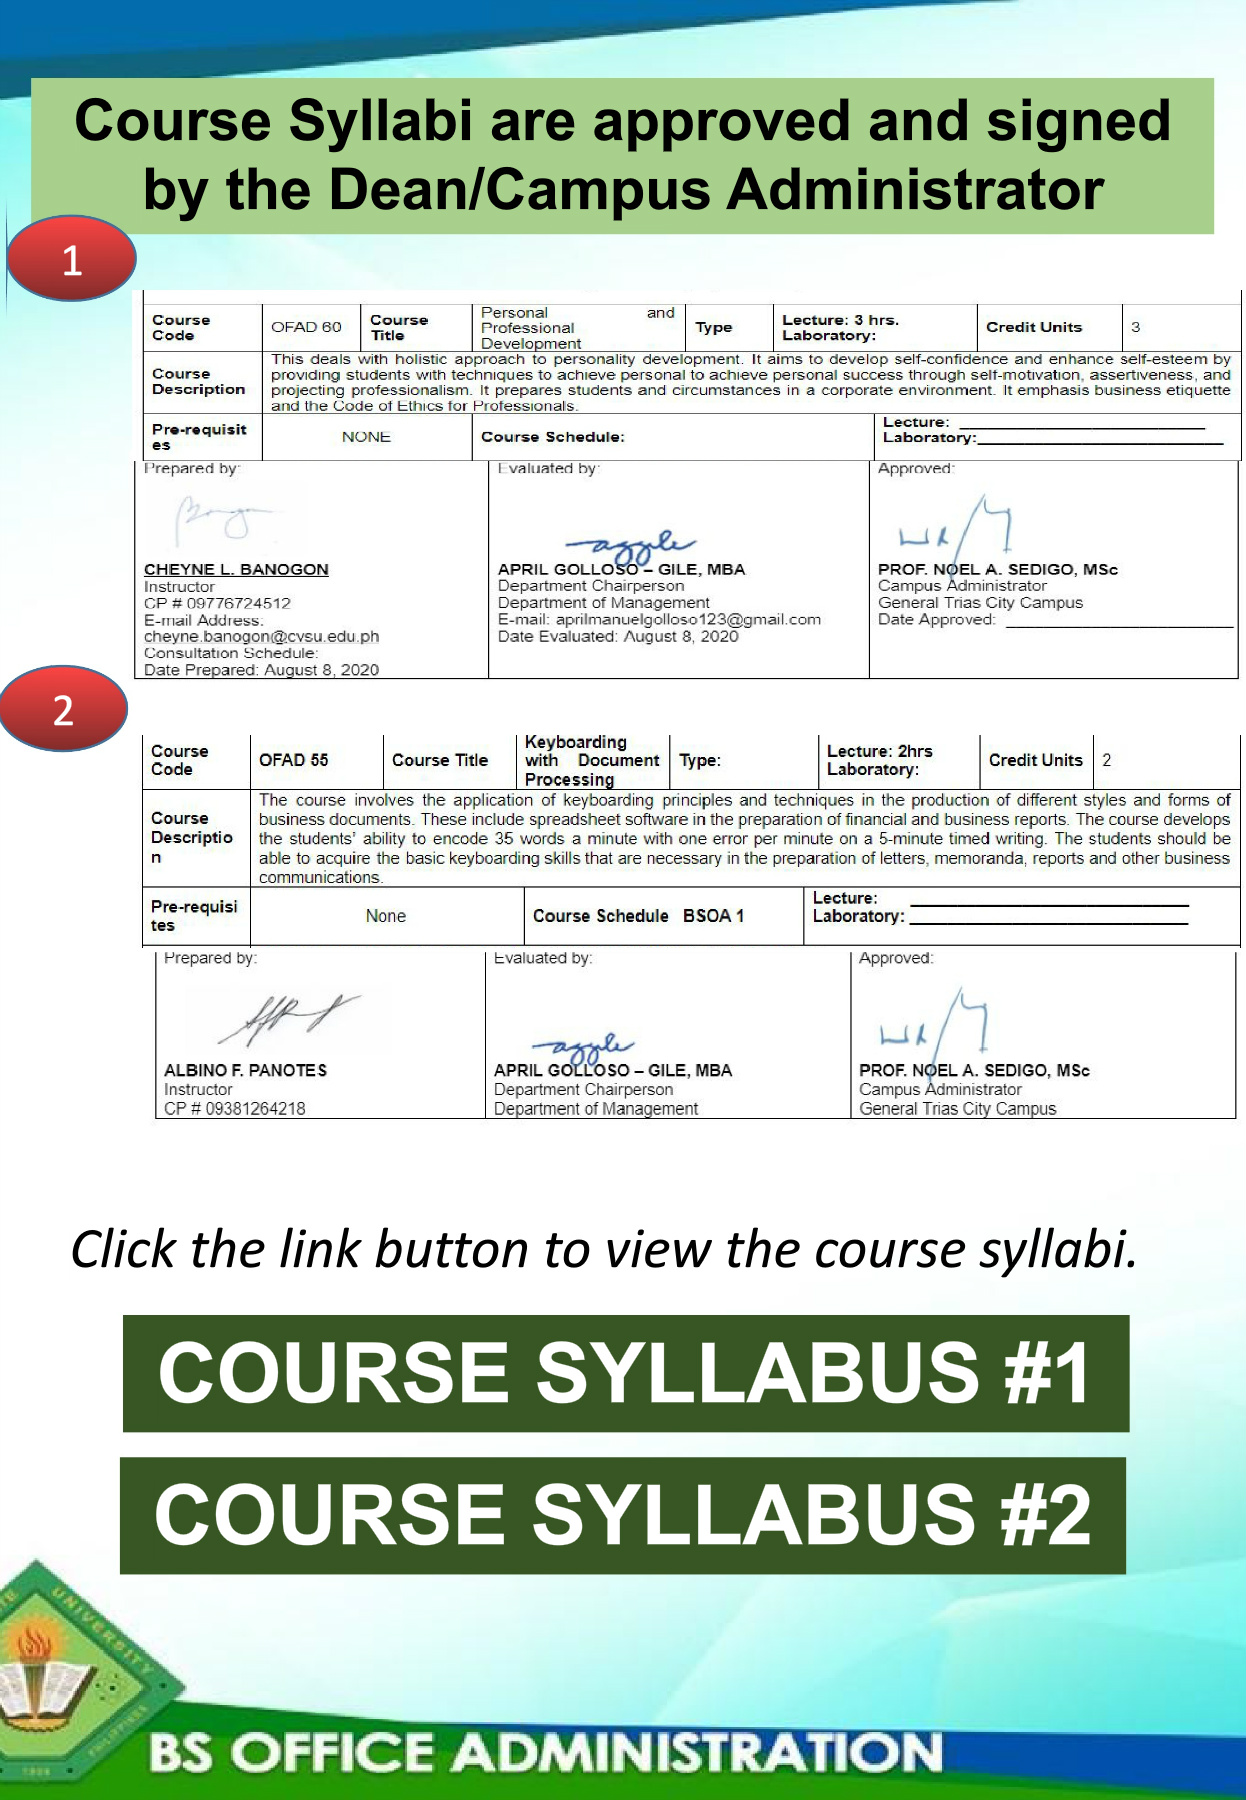 Course Syllabi are approved and signed
by the Dean/Campus Administrator
1
Course Code OFAD 60 Course Title Personal and Professional Development Type Lecture: 3 hrs. Laboratory: Credit Units 3
Course Description
This deals with holistic approach to personality development. It aims to develop self-confidence and enhance self-esteem by
providing students with techniques to achieve personal to achieve personal success through self-motivation, assertiveness, and
projecting professionalism. It prepares students and circumstances in a corporate environment. It emphasis business etiquette
and the Code of Ethics for Professionals.
Pre-requisit es NONE Course Schedule: Lecture: Laboratory:
Prepared by:
CHEYNE L. BANOGON
Instructor
CP # 09776724512
E-mail Address:
cheyne.banogon@cvsu.edu.ph
Consultation Schedule:
Date Prepared: August 8, 2020
Evaluated by:
APRIL GOLLOSO – GILE, MBA
Department Chairperson
Department of Management
E-mail: aprilmanuelgolloso123@gmail.com
Date Evaluated: August 8, 2020
Approved:
PROF. NOEL A. SEDIGO, MSc
Campus Administrator
General Trias City Campus
Date Approved:
2
Course Code OFAD 55 Course Title Keyboarding with Document Processing Type: Lecture: 2hrs Laboratory: Credit Units 2
Course Descriptio n
The course involves the application of keyboarding principles and techniques in the production of different styles and forms of
business documents. These include spreadsheet software in the preparation of financial and business reports. The course develops
the students' ability to encode 35 words a minute with one error per minute on a 5-minute timed writing. The students should be
able to acquire the basic keyboarding skills that are necessary in the preparation of letters, memoranda, reports and other business
communications.
Pre-requisi tes None Course Schedule BSOA 1 Lecture: Laboratory:
Prepared by:
ALBINO F. PANOTES
Instructor
CP # 09381264218
Evaluated by:
APRIL GOLLOSO – GILE, MBA
Department Chairperson
Department of Management
Approved:
PROF. NOEL A. SEDIGO, MSc
Campus Administrator
General Trias City Campus
Click the link button to view the course syllabi.
COURSE SYLLABUS #1
COURSE SYLLABUS #2
UNIVERSITY
PHILIPPINES
1906
BS OFFICE ADMINISTRATION